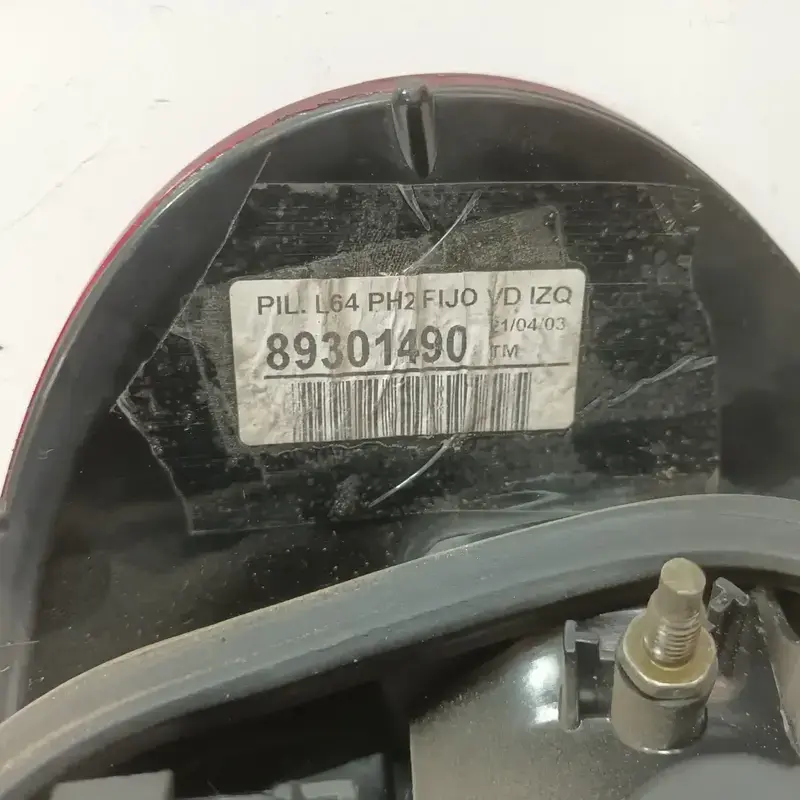 PIL. L64 PH2 FIJO VD IZQ
21/04/03
89301490 TM